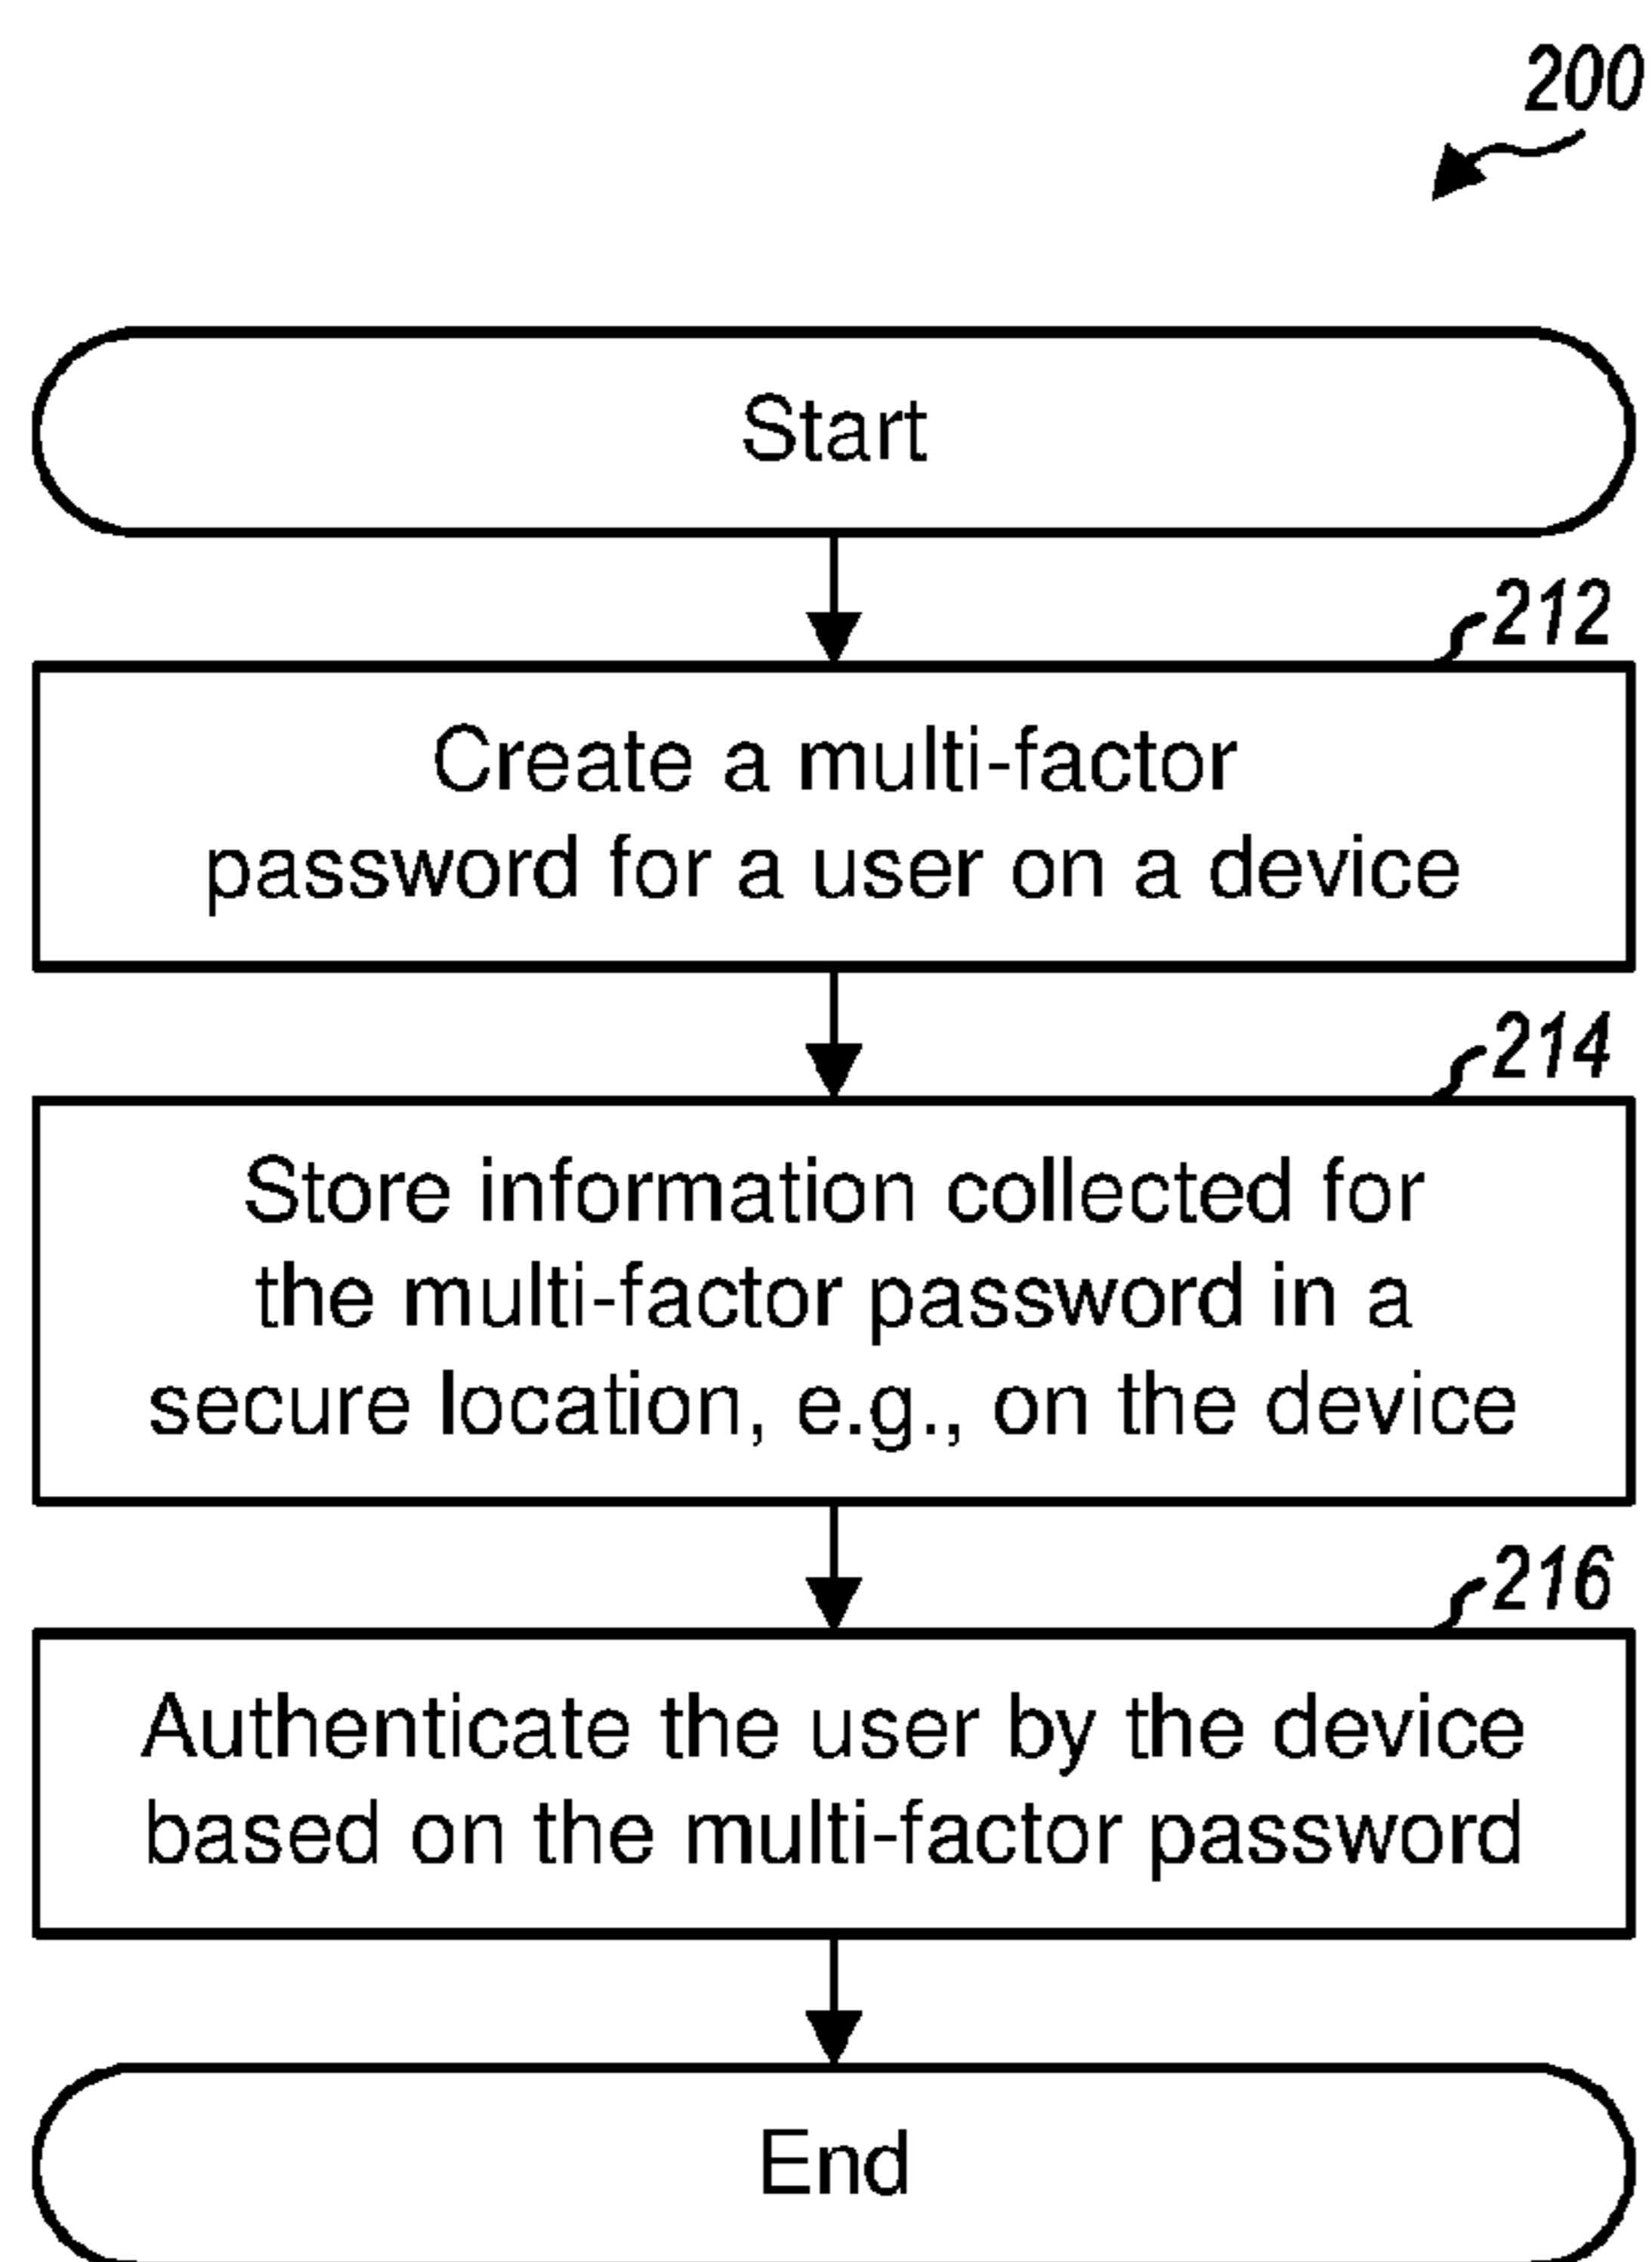 200
Start
212
Create a multi-factor
password for a user on a device
214
Store information collected for
the multi-factor password in a
secure location, e.g., on the device
216
Authenticate the user by the device
based on the multi-factor password
End